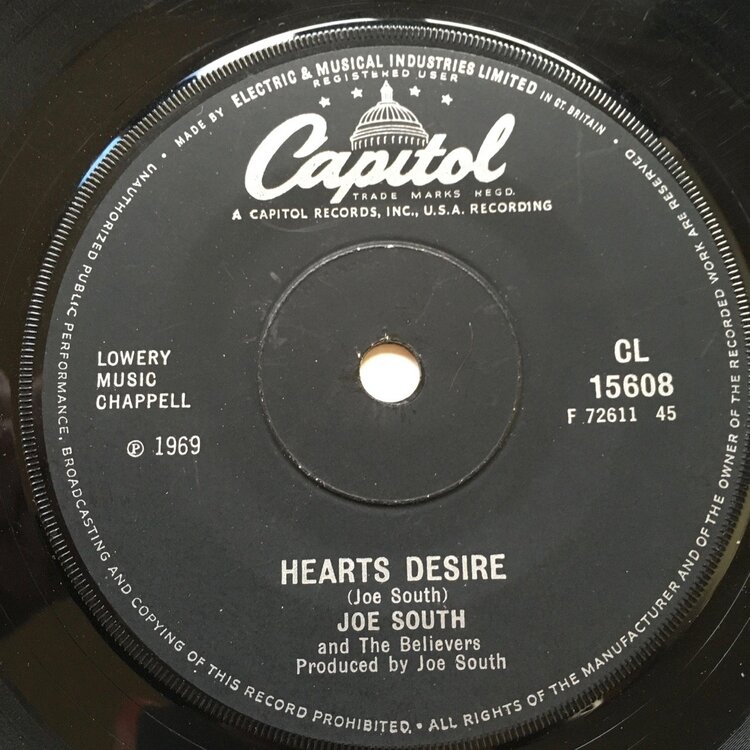 MADE BY ELECTRIC & MUSICAL INDUSTRIES LIMITED IN GT. BRITAIN •
REGISTERED USER
Capitol
TRADE MARKS REGD.
A CAPITOL RECORDS, INC., U.S.A. RECORDING
LOWERY
MUSIC
CHAPPELL
℗ 1969
CL
15608
F 72611 45
HEARTS DESIRE
(Joe South)
JOE SOUTH
and The Believers
Produced by Joe South
• UNAUTHORIZED PUBLIC PERFORMANCE, BROADCASTING AND COPYING OF THIS RECORD PROHIBITED. • ALL RIGHTS OF THE MANUFACTURER AND OF THE OWNER OF THE RECORDED WORK ARE RESERVED